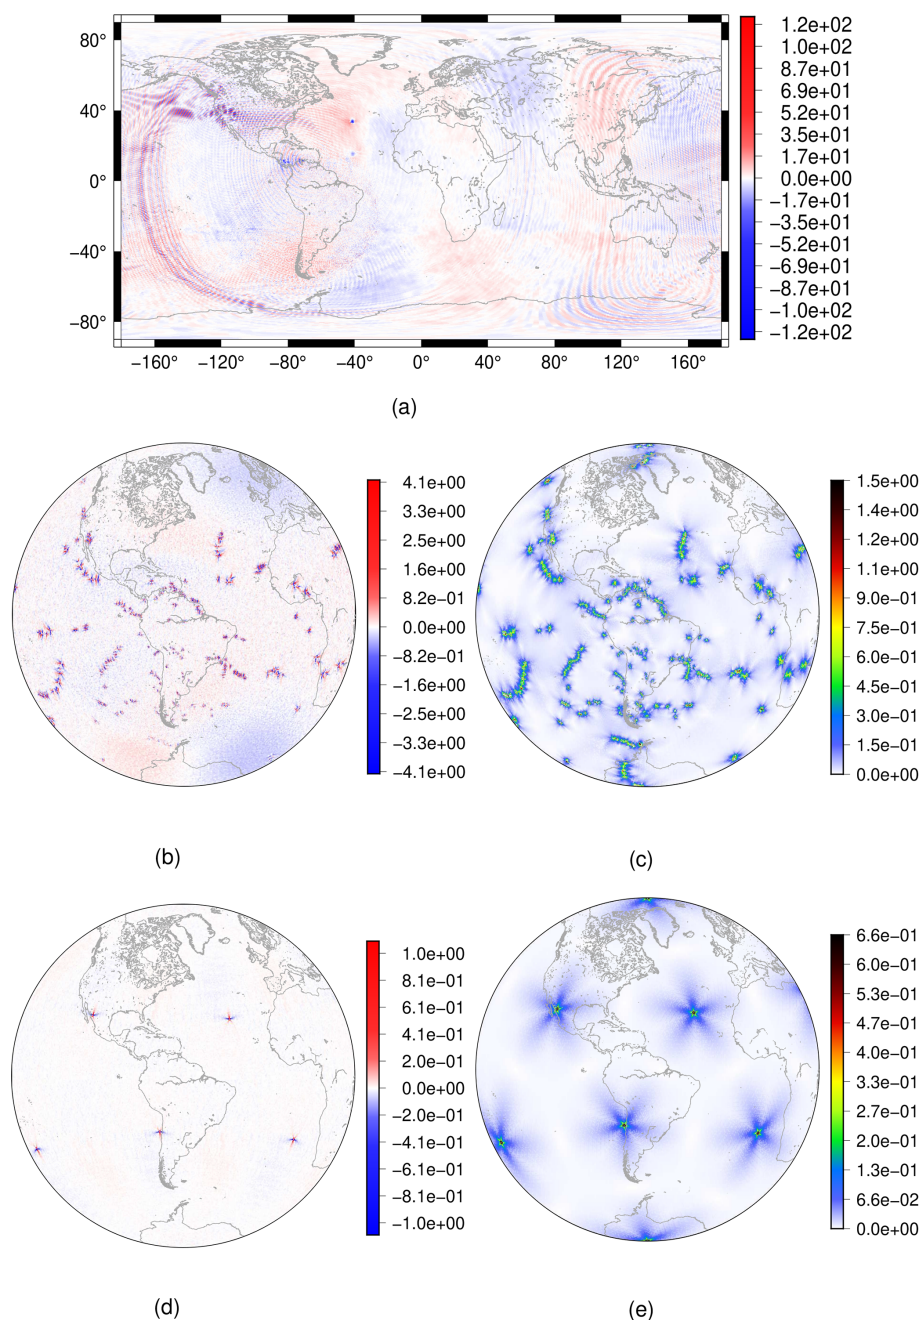 80°
40°
0°
−40°
−80°
−160° −120° −80° −40° 0° 40° 80° 120° 160°
1.2e+02
1.0e+02
8.7e+01
6.9e+01
5.2e+01
3.5e+01
1.7e+01
0.0e+00
−1.7e+01
−3.5e+01
−5.2e+01
−6.9e+01
−8.7e+01
−1.0e+02
−1.2e+02
(a)
4.1e+00
3.3e+00
2.5e+00
1.6e+00
8.2e−01
0.0e+00
−8.2e−01
−1.6e+00
−2.5e+00
−3.3e+00
−4.1e+00
(b)
1.5e+00
1.4e+00
1.2e+00
1.1e+00
9.0e−01
7.5e−01
6.0e−01
4.5e−01
3.0e−01
1.5e−01
0.0e+00
(c)
1.0e+00
8.1e−01
6.1e−01
4.1e−01
2.0e−01
0.0e+00
−2.0e−01
−4.1e−01
−6.1e−01
−8.1e−01
−1.0e+00
(d)
6.6e−01
6.0e−01
5.3e−01
4.7e−01
4.0e−01
3.3e−01
2.7e−01
2.0e−01
1.3e−01
6.6e−02
0.0e+00
(e)